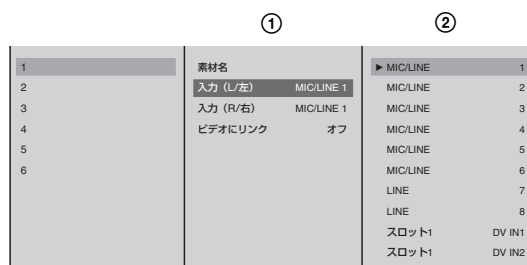 ① ②
1
2
3
4
5
6
素材名
入力（L/左） MIC/LINE 1
入力（R/右） MIC/LINE 1
ビデオにリンク オフ
▶ MIC/LINE 1
MIC/LINE 2
MIC/LINE 3
MIC/LINE 4
MIC/LINE 5
MIC/LINE 6
LINE 7
LINE 8
スロット1 DV IN1
スロット1 DV IN2